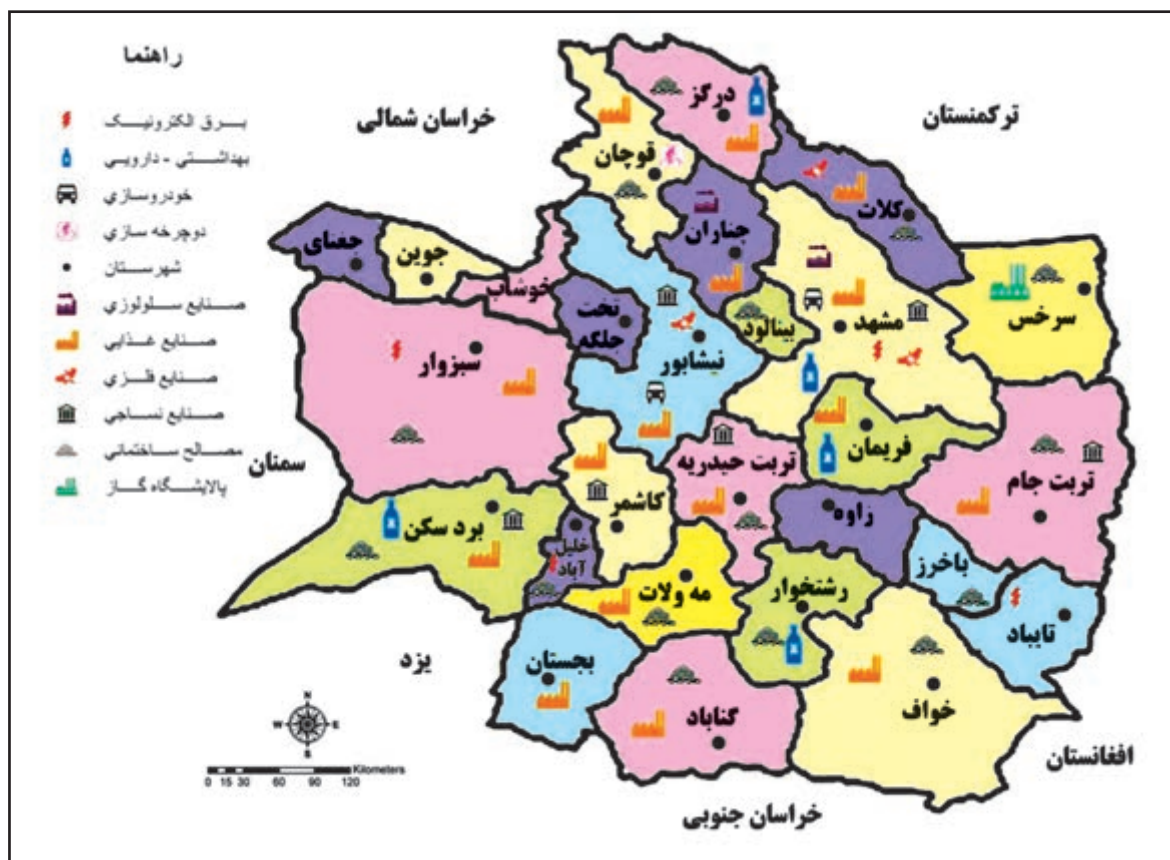 راهنما
برق الکترونیک
بهداشتی - دارویی
خودروسازی
دوچرخه سازی
شهرستان
صنایع سلولوزی
صنایع غذایی
صنایع فلزی
صنایع نساجی
مصالح ساختمانی
پالایشگاه گاز
خراسان شمالی
ترکمنستان
درگز
قوچان
کلات
چناران
جغتای
جوین
خوشاب
سرخس
تخت
جلگه
بینالود
مشهد
نیشابور
سبزوار
فریمان
تربت حیدریه
تربت جام
سمنان
کاشمر
زاوه
برد سکن
خلیل
آباد
باخرز
مه ولات
رشتخوار
تایباد
یزد
بجستان
گناباد
خواف
افغانستان
خراسان جنوبی
N
W E
S
Kilometers
0 15 30 60 90 120